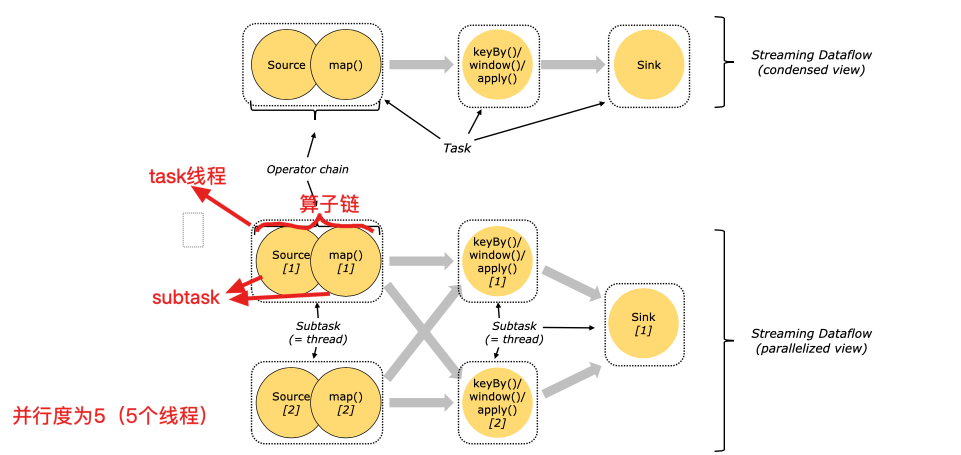 Source
map()
keyBy()/
window()/
apply()
Sink
Streaming Dataflow
(condensed view)
Task
Operator chain
task线程
算子链
Source
[1]
map()
[1]
keyBy()/
window()/
apply()
[1]
subtask
Subtask
(= thread)
Subtask
(= thread)
Sink
[1]
Streaming Dataflow
(parallelized view)
Source
[2]
map()
[2]
keyBy()/
window()/
apply()
[2]
并行度为5（5个线程）